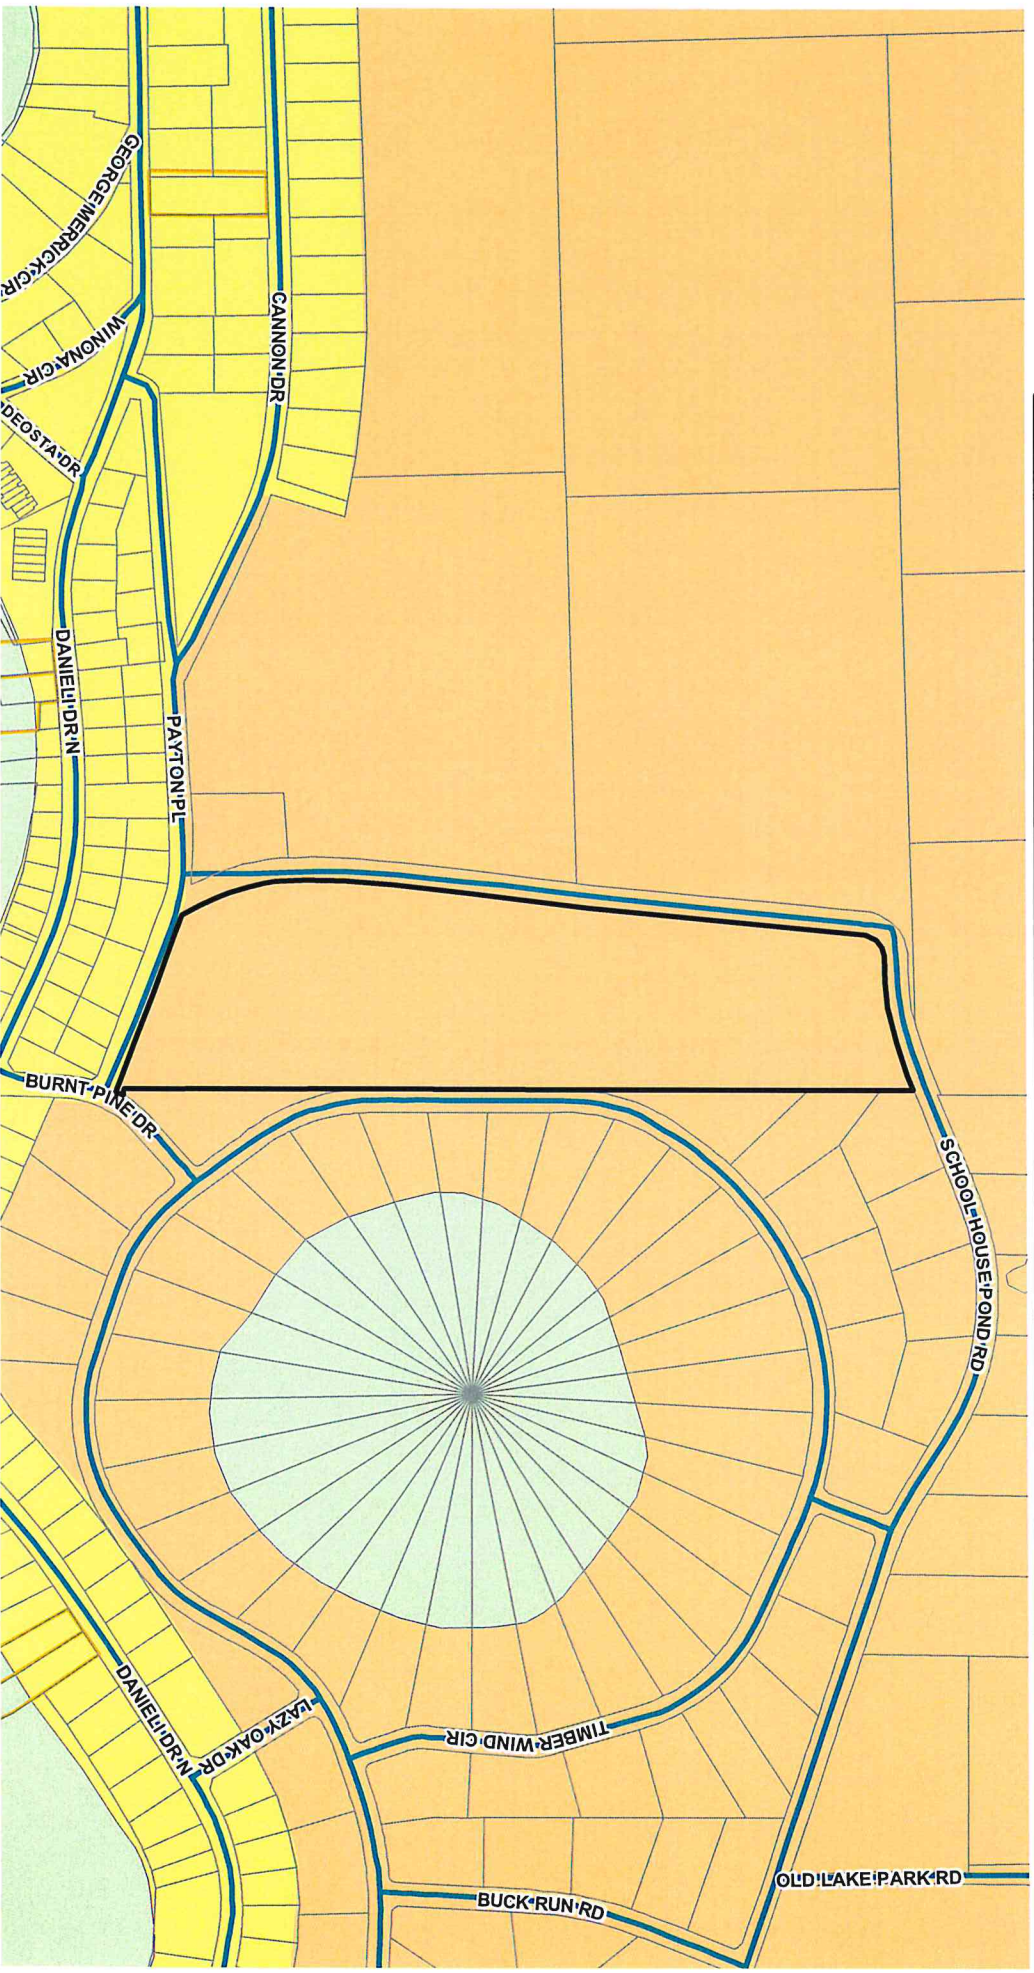 GEORGE MERRICK CIR
WINONA CIR
DEOSTA DR
CANNON DR
DANIELI DR N
PAYTON PL
BURNT PINE DR
SCHOOL HOUSE POND RD
DANIELI DR N
LAZY OAK DR
TIMBER WIND CIR
OLD LAKE PARK RD
BUCK RUN RD